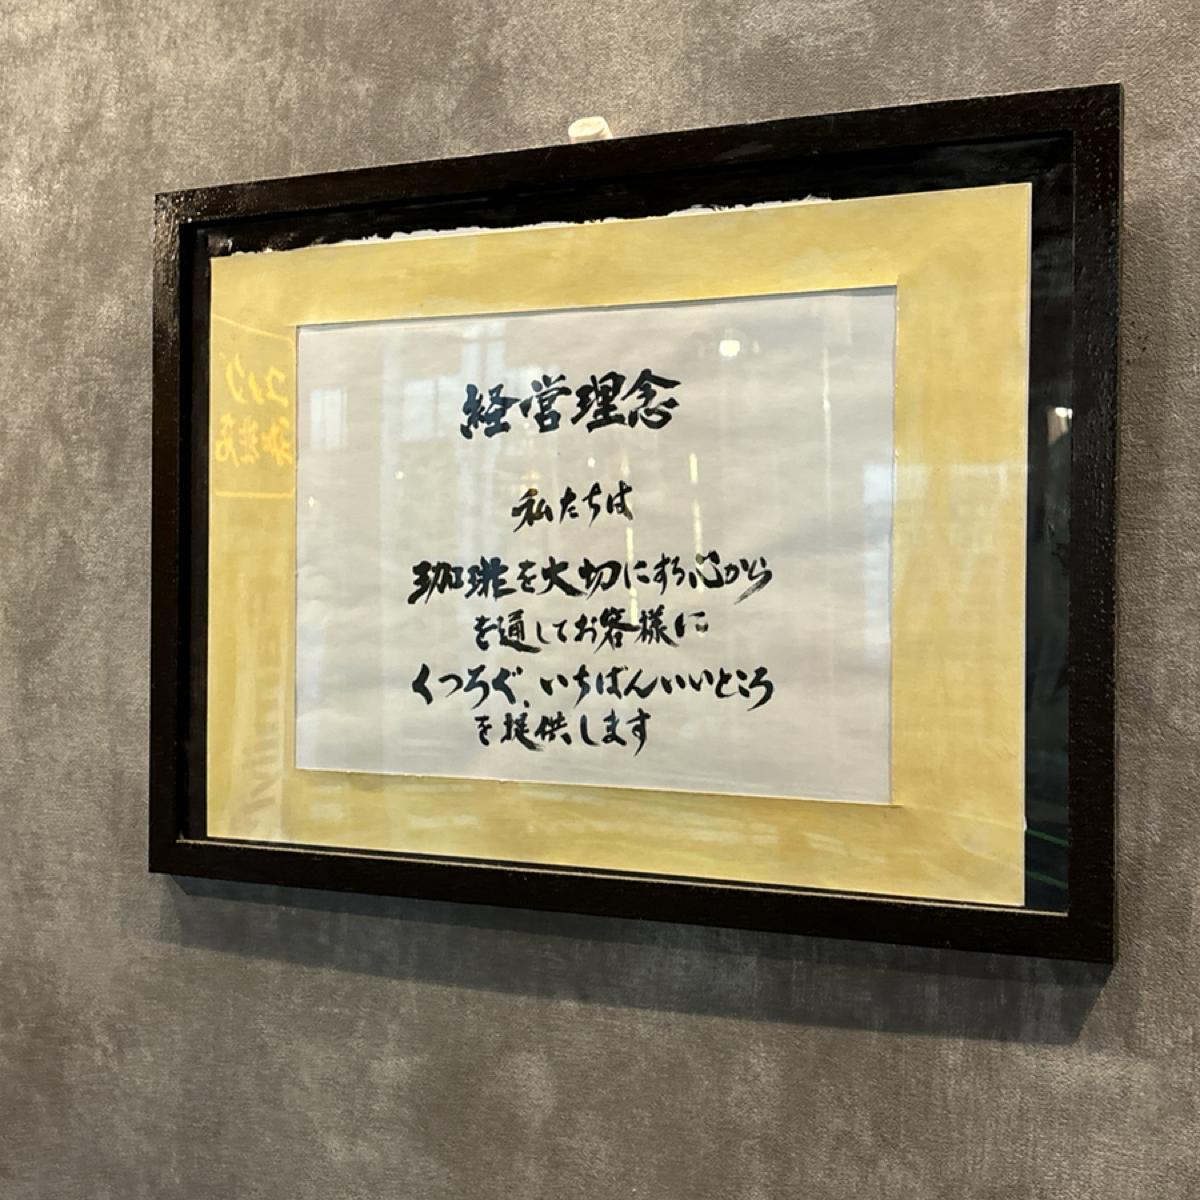 経営理念
私たちは
珈琲を大切にする心から
を通してお客様に
くつろぐ、いちばんいいところ
を提供します